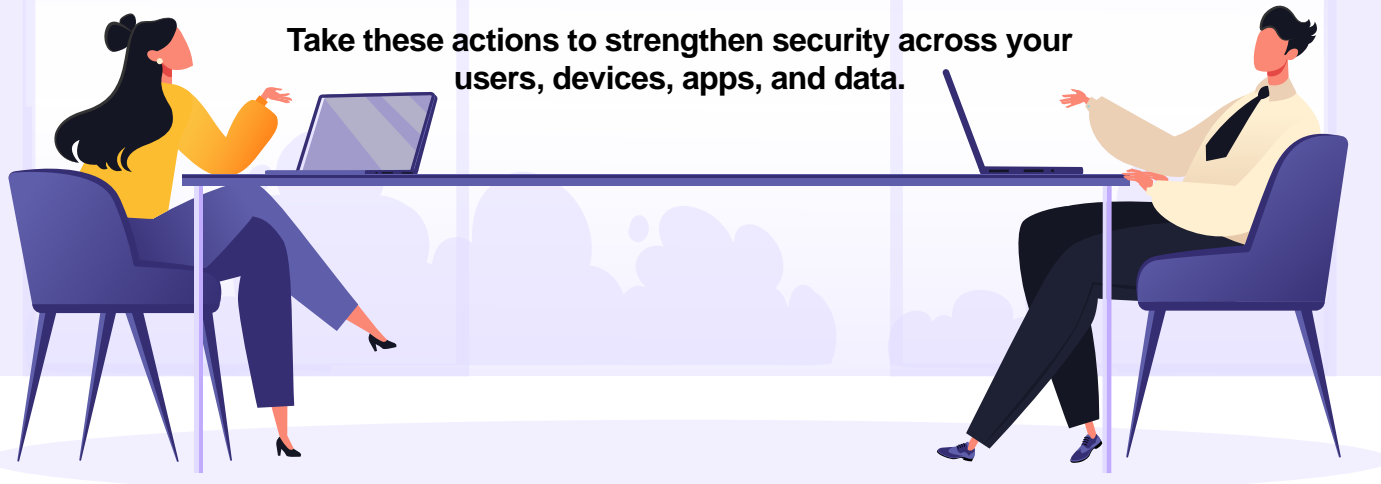 Take these actions to strengthen security across your
users, devices, apps, and data.